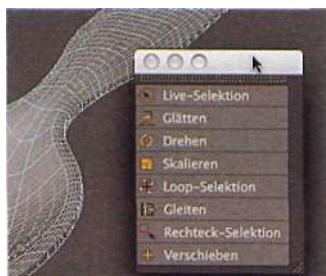 Live-Selektion
Glätten
Drehen
Skalieren
Loop-Selektion
Gleiten
Rechteck-Selektion
Verschieben